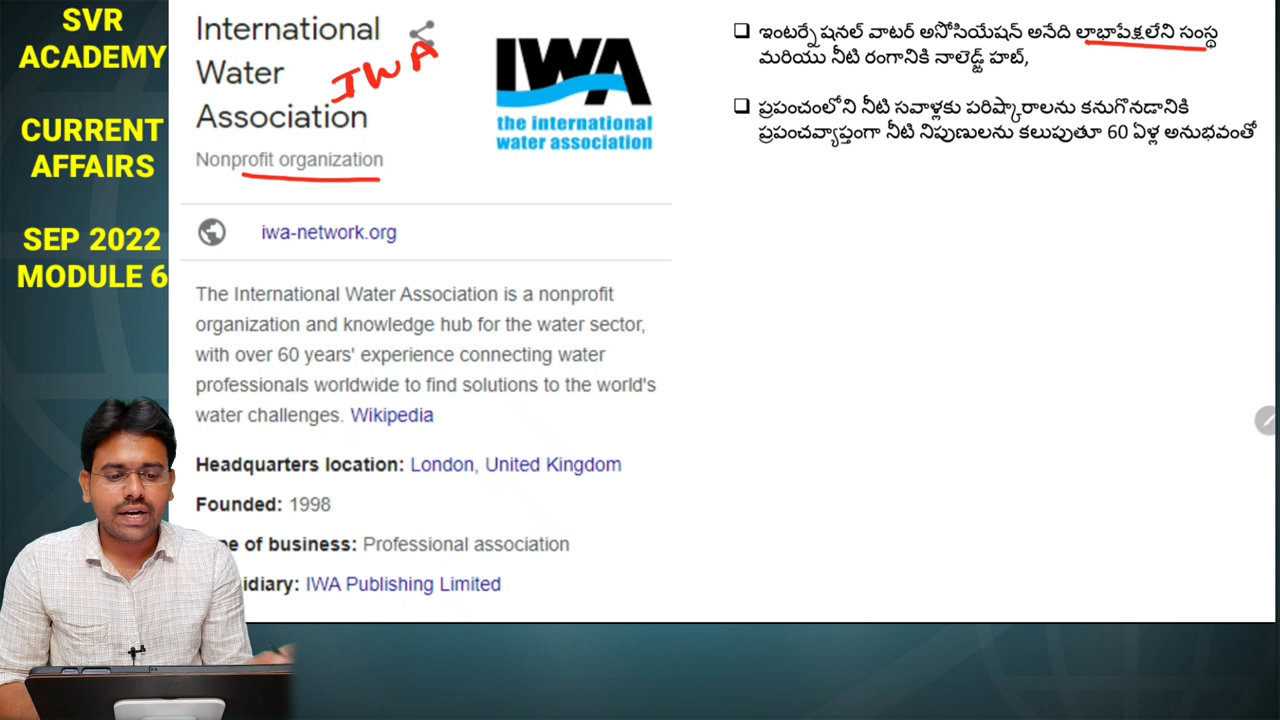 SVR
ACADEMY
CURRENT
AFFAIRS
SEP 2022
MODULE 6
International
Water
Association
IWA
Nonprofit organization
IWA
the international
water association
iwa-network.org
The International Water Association is a nonprofit
organization and knowledge hub for the water sector,
with over 60 years' experience connecting water
professionals worldwide to find solutions to the world's
water challenges. Wikipedia
Headquarters location: London, United Kingdom
Founded: 1998
pe of business: Professional association
idiary: IWA Publishing Limited
ఇంటర్నేషనల్ వాటర్ అసోసియేషన్ అనేది లాభాపేక్షలేని సంస్థ
మరియు నీటి రంగానికి నాలెడ్జ్ హబ్,
ప్రపంచంలోని నీటి సవాళ్లకు పరిష్కారాలను కనుగొనడానికి
ప్రపంచవ్యాప్తంగా నీటి నిపుణులను కలుపుతూ 60 ఏళ్ల అనుభవంతో